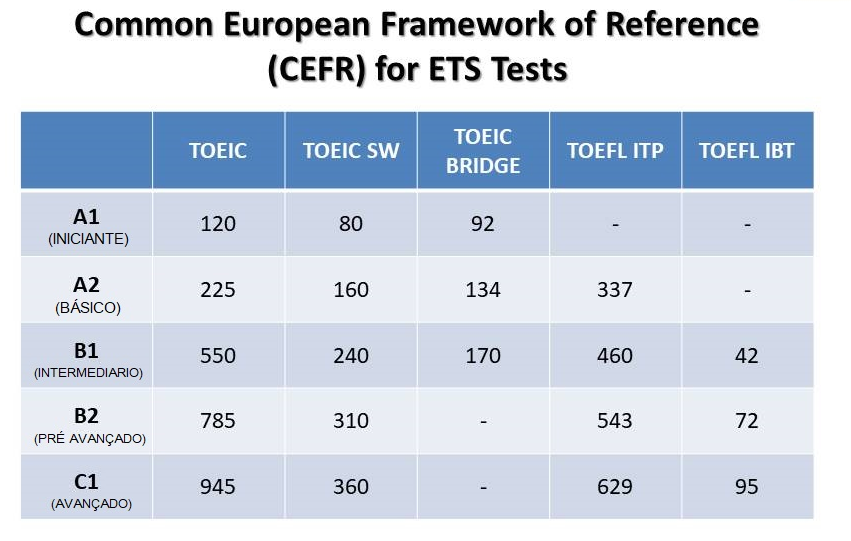 Common European Framework of Reference
(CEFR) for ETS Tests
TOEIC TOEIC SW TOEIC BRIDGE TOEFL ITP TOEFL IBT
A1 120 80 92 - -
(INICIANTE)
A2 225 160 134 337 -
(BÁSICO)
B1 550 240 170 460 42
(INTERMEDIARIO)
B2 785 310 - 543 72
(PRÉ AVANÇADO)
C1 945 360 - 629 95
(AVANÇADO)